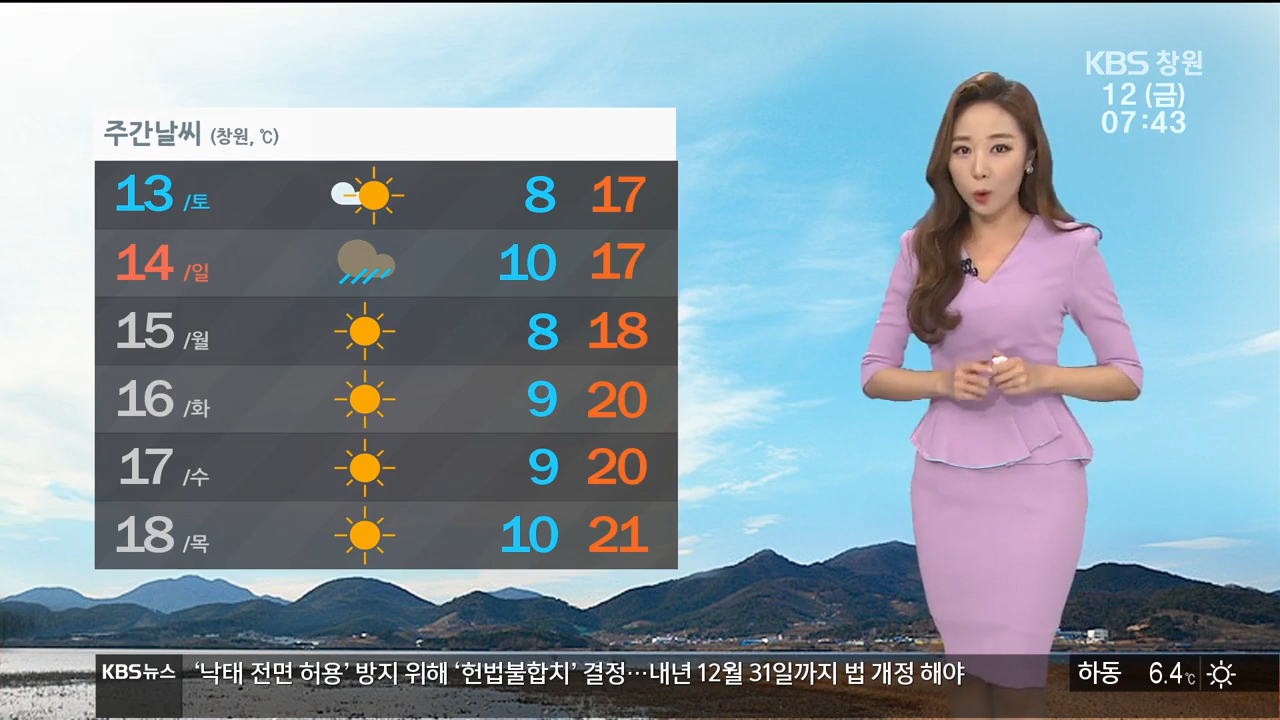 KBS 창원
12 (금)
07:43
주간날씨 (창원, ℃)
13 /토 8 17
14 /일 10 17
15 /월 8 18
16 /화 9 20
17 /수 9 20
18 /목 10 21
KBS뉴스 ‘낙태 전면 허용’ 방지 위해 ‘헌법불합치’ 결정…내년 12월 31일까지 법 개정 해야 하동 6.4℃